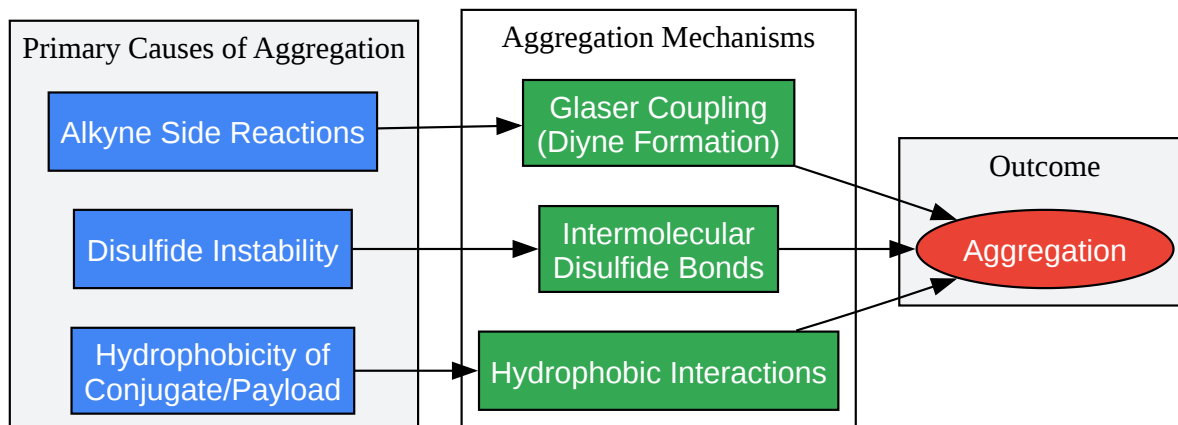 Primary Causes of Aggregation
Alkyne Side Reactions
Disulfide Instability
Hydrophobicity of
Conjugate/Payload
Aggregation Mechanisms
Glaser Coupling
(Diyne Formation)
Intermolecular
Disulfide Bonds
Hydrophobic Interactions
Outcome
Aggregation